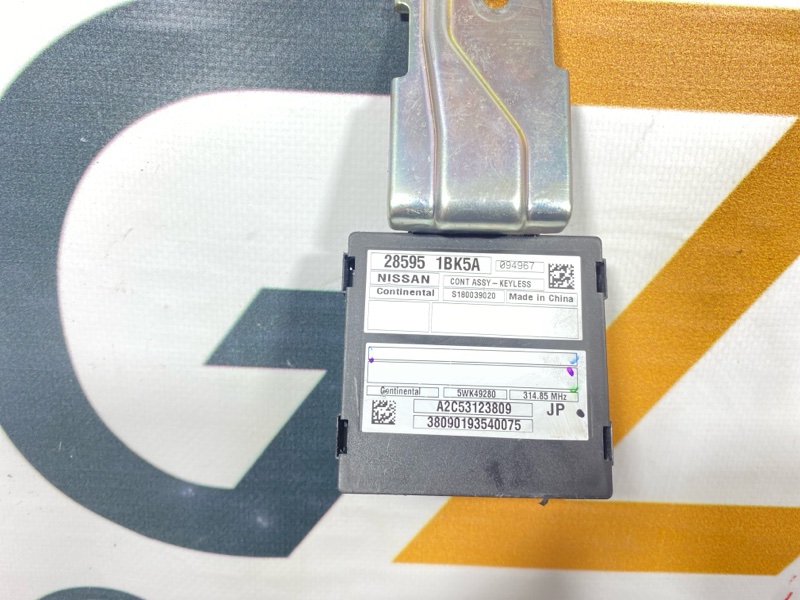 28595 1BK5A 094967
NISSAN CONT ASSY-KEYLESS
Continental S180039020 Made in China
Continental 5WK49280 314.85 MHz
A2C53123809 JP
38090193540075
GZ